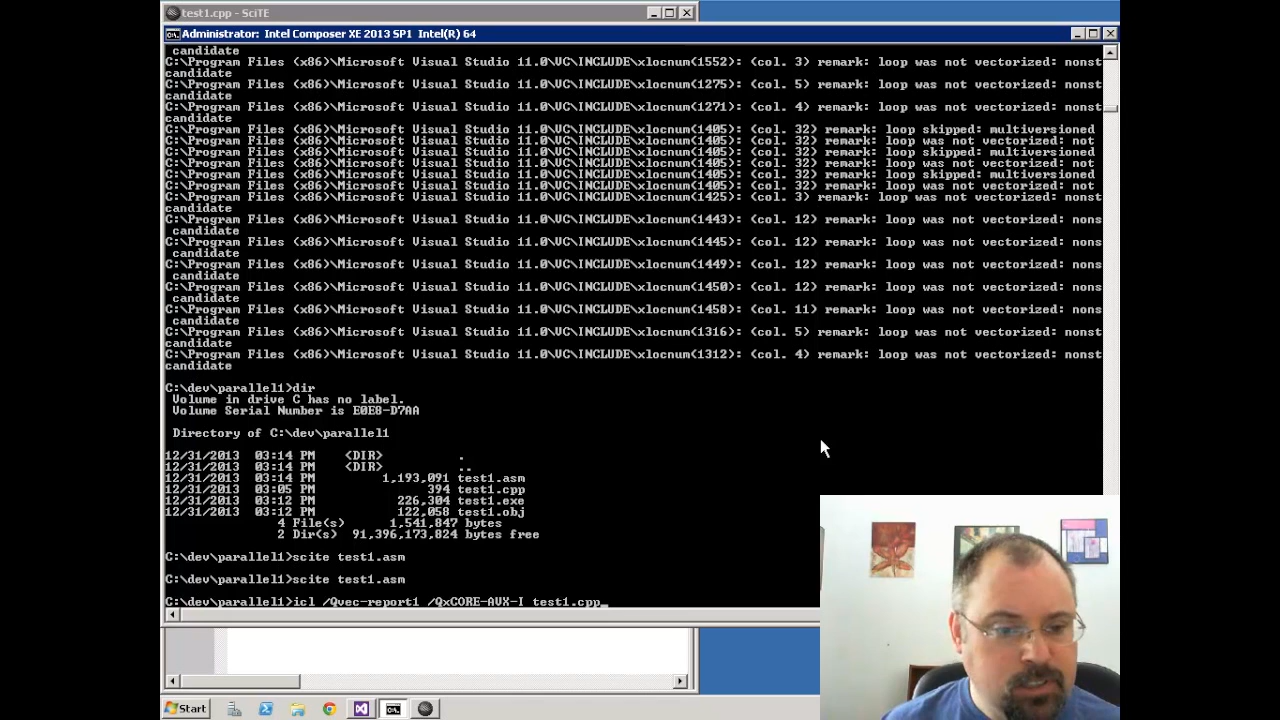 test1.cpp - SciTE
Administrator: Intel Composer XE 2013 SP1 Intel(R) 64
candidate
C:\Program Files (x86)\Microsoft Visual Studio 11.0\VC\INCLUDE\xlocnum(1552): (col. 3) remark: loop was not vectorized: nonst
candidate
C:\Program Files (x86)\Microsoft Visual Studio 11.0\VC\INCLUDE\xlocnum(1275): (col. 5) remark: loop was not vectorized: nonst
candidate
C:\Program Files (x86)\Microsoft Visual Studio 11.0\VC\INCLUDE\xlocnum(1271): (col. 4) remark: loop was not vectorized: nonst
candidate
C:\Program Files (x86)\Microsoft Visual Studio 11.0\VC\INCLUDE\xlocnum(1405): (col. 32) remark: loop skipped: multiversioned
C:\Program Files (x86)\Microsoft Visual Studio 11.0\VC\INCLUDE\xlocnum(1405): (col. 32) remark: loop was not vectorized: not
C:\Program Files (x86)\Microsoft Visual Studio 11.0\VC\INCLUDE\xlocnum(1405): (col. 32) remark: loop skipped: multiversioned
C:\Program Files (x86)\Microsoft Visual Studio 11.0\VC\INCLUDE\xlocnum(1405): (col. 32) remark: loop was not vectorized: not
C:\Program Files (x86)\Microsoft Visual Studio 11.0\VC\INCLUDE\xlocnum(1405): (col. 32) remark: loop skipped: multiversioned
C:\Program Files (x86)\Microsoft Visual Studio 11.0\VC\INCLUDE\xlocnum(1405): (col. 32) remark: loop was not vectorized: not
C:\Program Files (x86)\Microsoft Visual Studio 11.0\VC\INCLUDE\xlocnum(1425): (col. 3) remark: loop was not vectorized: nonst
candidate
C:\Program Files (x86)\Microsoft Visual Studio 11.0\VC\INCLUDE\xlocnum(1443): (col. 12) remark: loop was not vectorized: nons
candidate
C:\Program Files (x86)\Microsoft Visual Studio 11.0\VC\INCLUDE\xlocnum(1445): (col. 12) remark: loop was not vectorized: nons
candidate
C:\Program Files (x86)\Microsoft Visual Studio 11.0\VC\INCLUDE\xlocnum(1449): (col. 12) remark: loop was not vectorized: nons
candidate
C:\Program Files (x86)\Microsoft Visual Studio 11.0\VC\INCLUDE\xlocnum(1450): (col. 12) remark: loop was not vectorized: nons
candidate
C:\Program Files (x86)\Microsoft Visual Studio 11.0\VC\INCLUDE\xlocnum(1458): (col. 11) remark: loop was not vectorized: nons
candidate
C:\Program Files (x86)\Microsoft Visual Studio 11.0\VC\INCLUDE\xlocnum(1316): (col. 5) remark: loop was not vectorized: nonst
candidate
C:\Program Files (x86)\Microsoft Visual Studio 11.0\VC\INCLUDE\xlocnum(1312): (col. 4) remark: loop was not vectorized: nonst
candidate
C:\dev\parallel1>dir
Volume in drive C has no label.
Volume Serial Number is E0E8-D7AA
Directory of C:\dev\parallel1
12/31/2013 03:14 PM <DIR> .
12/31/2013 03:14 PM <DIR> ..
12/31/2013 03:14 PM 1,193,091 test1.asm
12/31/2013 03:05 PM 394 test1.cpp
12/31/2013 03:12 PM 226,304 test1.exe
12/31/2013 03:12 PM 122,058 test1.obj
4 File(s) 1,541,847 bytes
2 Dir(s) 91,396,173,824 bytes free
C:\dev\parallel1>scite test1.asm
C:\dev\parallel1>scite test1.asm
C:\dev\parallel1>icl /Qvec-report1 /QxCORE-AVX-I test1.cpp_
Start